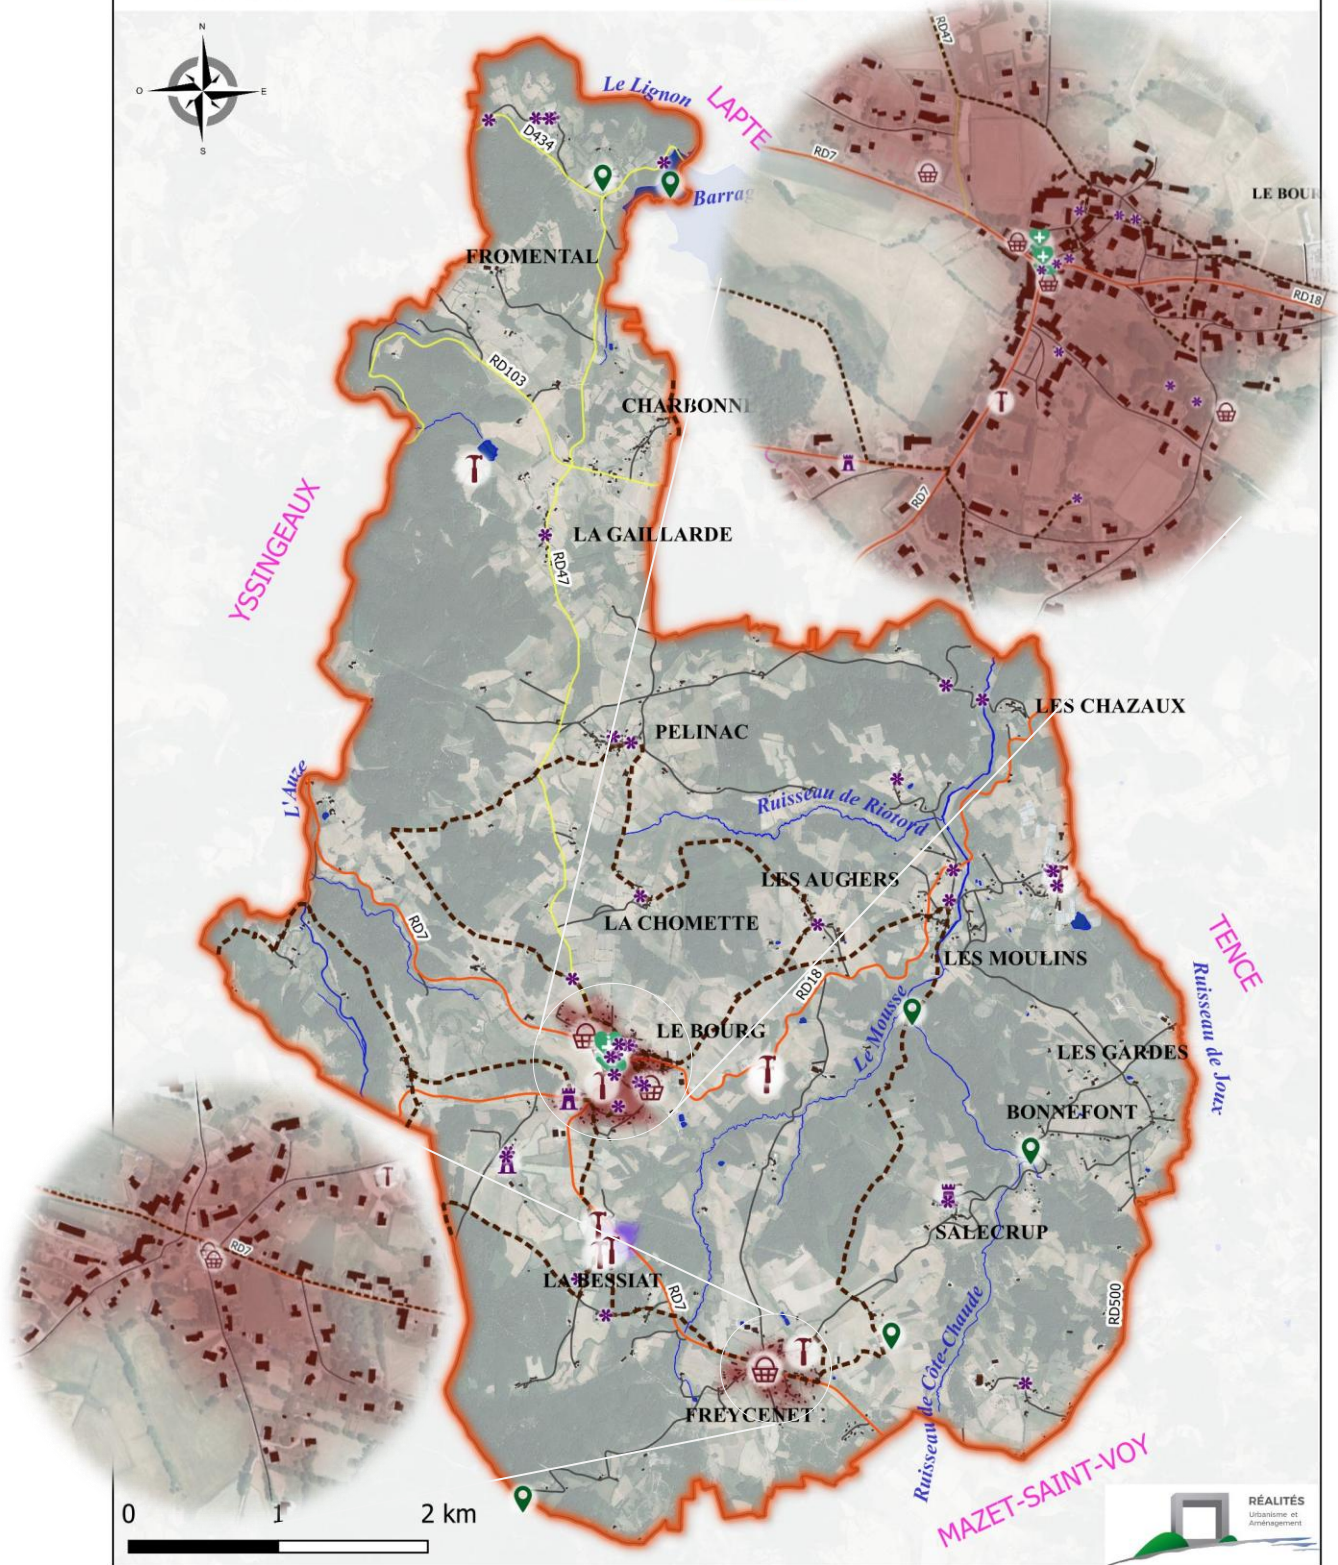 N
O
E
S
Le Lignon
LAPTE
D434
Barrag
FROMENTAL
RD103
CHARBONNE
YSSINGEAUX
LA GAILLARDE
RD47
PELINAC
LES CHAZAUX
L'Auze
Ruisseau de Riotord
LES AUGIERS
LA CHOMETTE
RD7
LES MOULINS
TENCE
RD18
Le Mousse
LE BOURG
LES GARDES
Ruisseau de Joux
BONNEFONT
SALECRUP
LA BESSIAT
RD7
RD500
Ruisseau de Côte-Chaude
FREYCENET
MAZET-SAINT-VOY
RD47
RD7
LE BOUR
RD18
RD7
RD7
0 1 2 km
RÉALITÉS
Urbanisme et
Aménagement